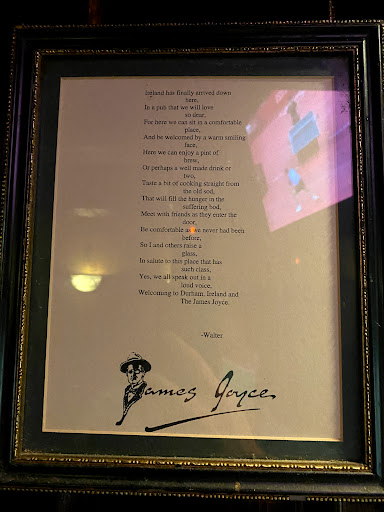 Ireland has finally arrived down
here,
In a pub that we will love
so dear,
For here we can sit in a comfortable
place,
And be welcomed by a warm smiling
face,
Here we can enjoy a pint of
brew,
Or perhaps a well made drink or
two,
Taste a bit of cooking straight from
the old sod,
That will fill the hunger in the
suffering bod,
Meet with friends as they enter the
door,
Be comfortable as we never had been
before,
So I and others raise a
glass,
In salute to this place that has
such class,
Yes, we all speak out in a
loud voice,
Welcoming to Durham, Ireland and
The James Joyce.
-Walter
James Joyce